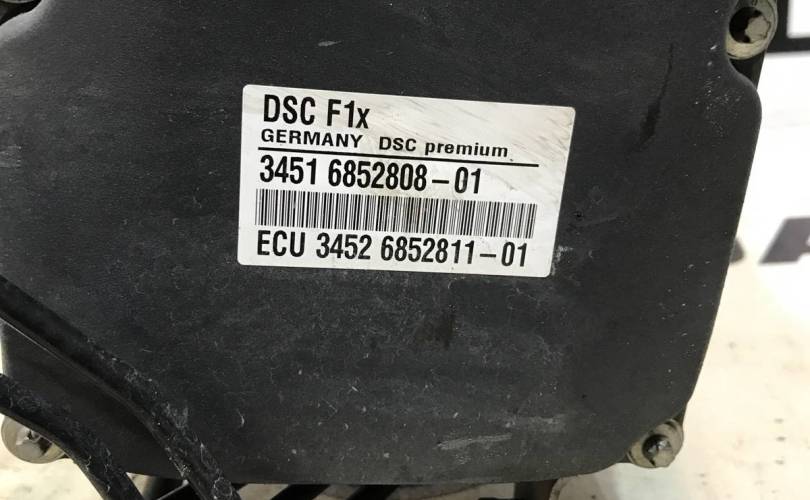 DSC F1x
GERMANY DSC premium
3451 6852808-01
ECU 3452 6852811-01